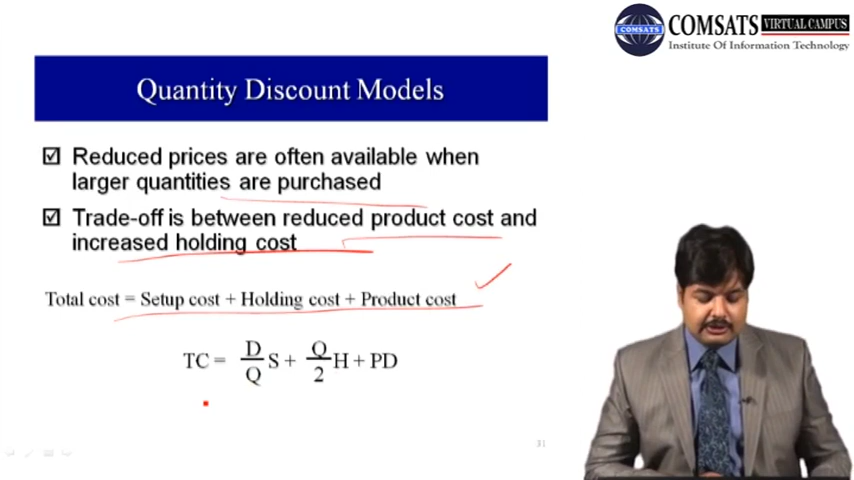 COMSATS VIRTUAL CAMPUS
Institute Of Information Technology
COMSATS
Quantity Discount Models
☑ Reduced prices are often available when
larger quantities are purchased
☑ Trade-off is between reduced product cost and
increased holding cost
Total cost = Setup cost + Holding cost + Product cost
TC = D/Q S + Q/2 H + PD
31